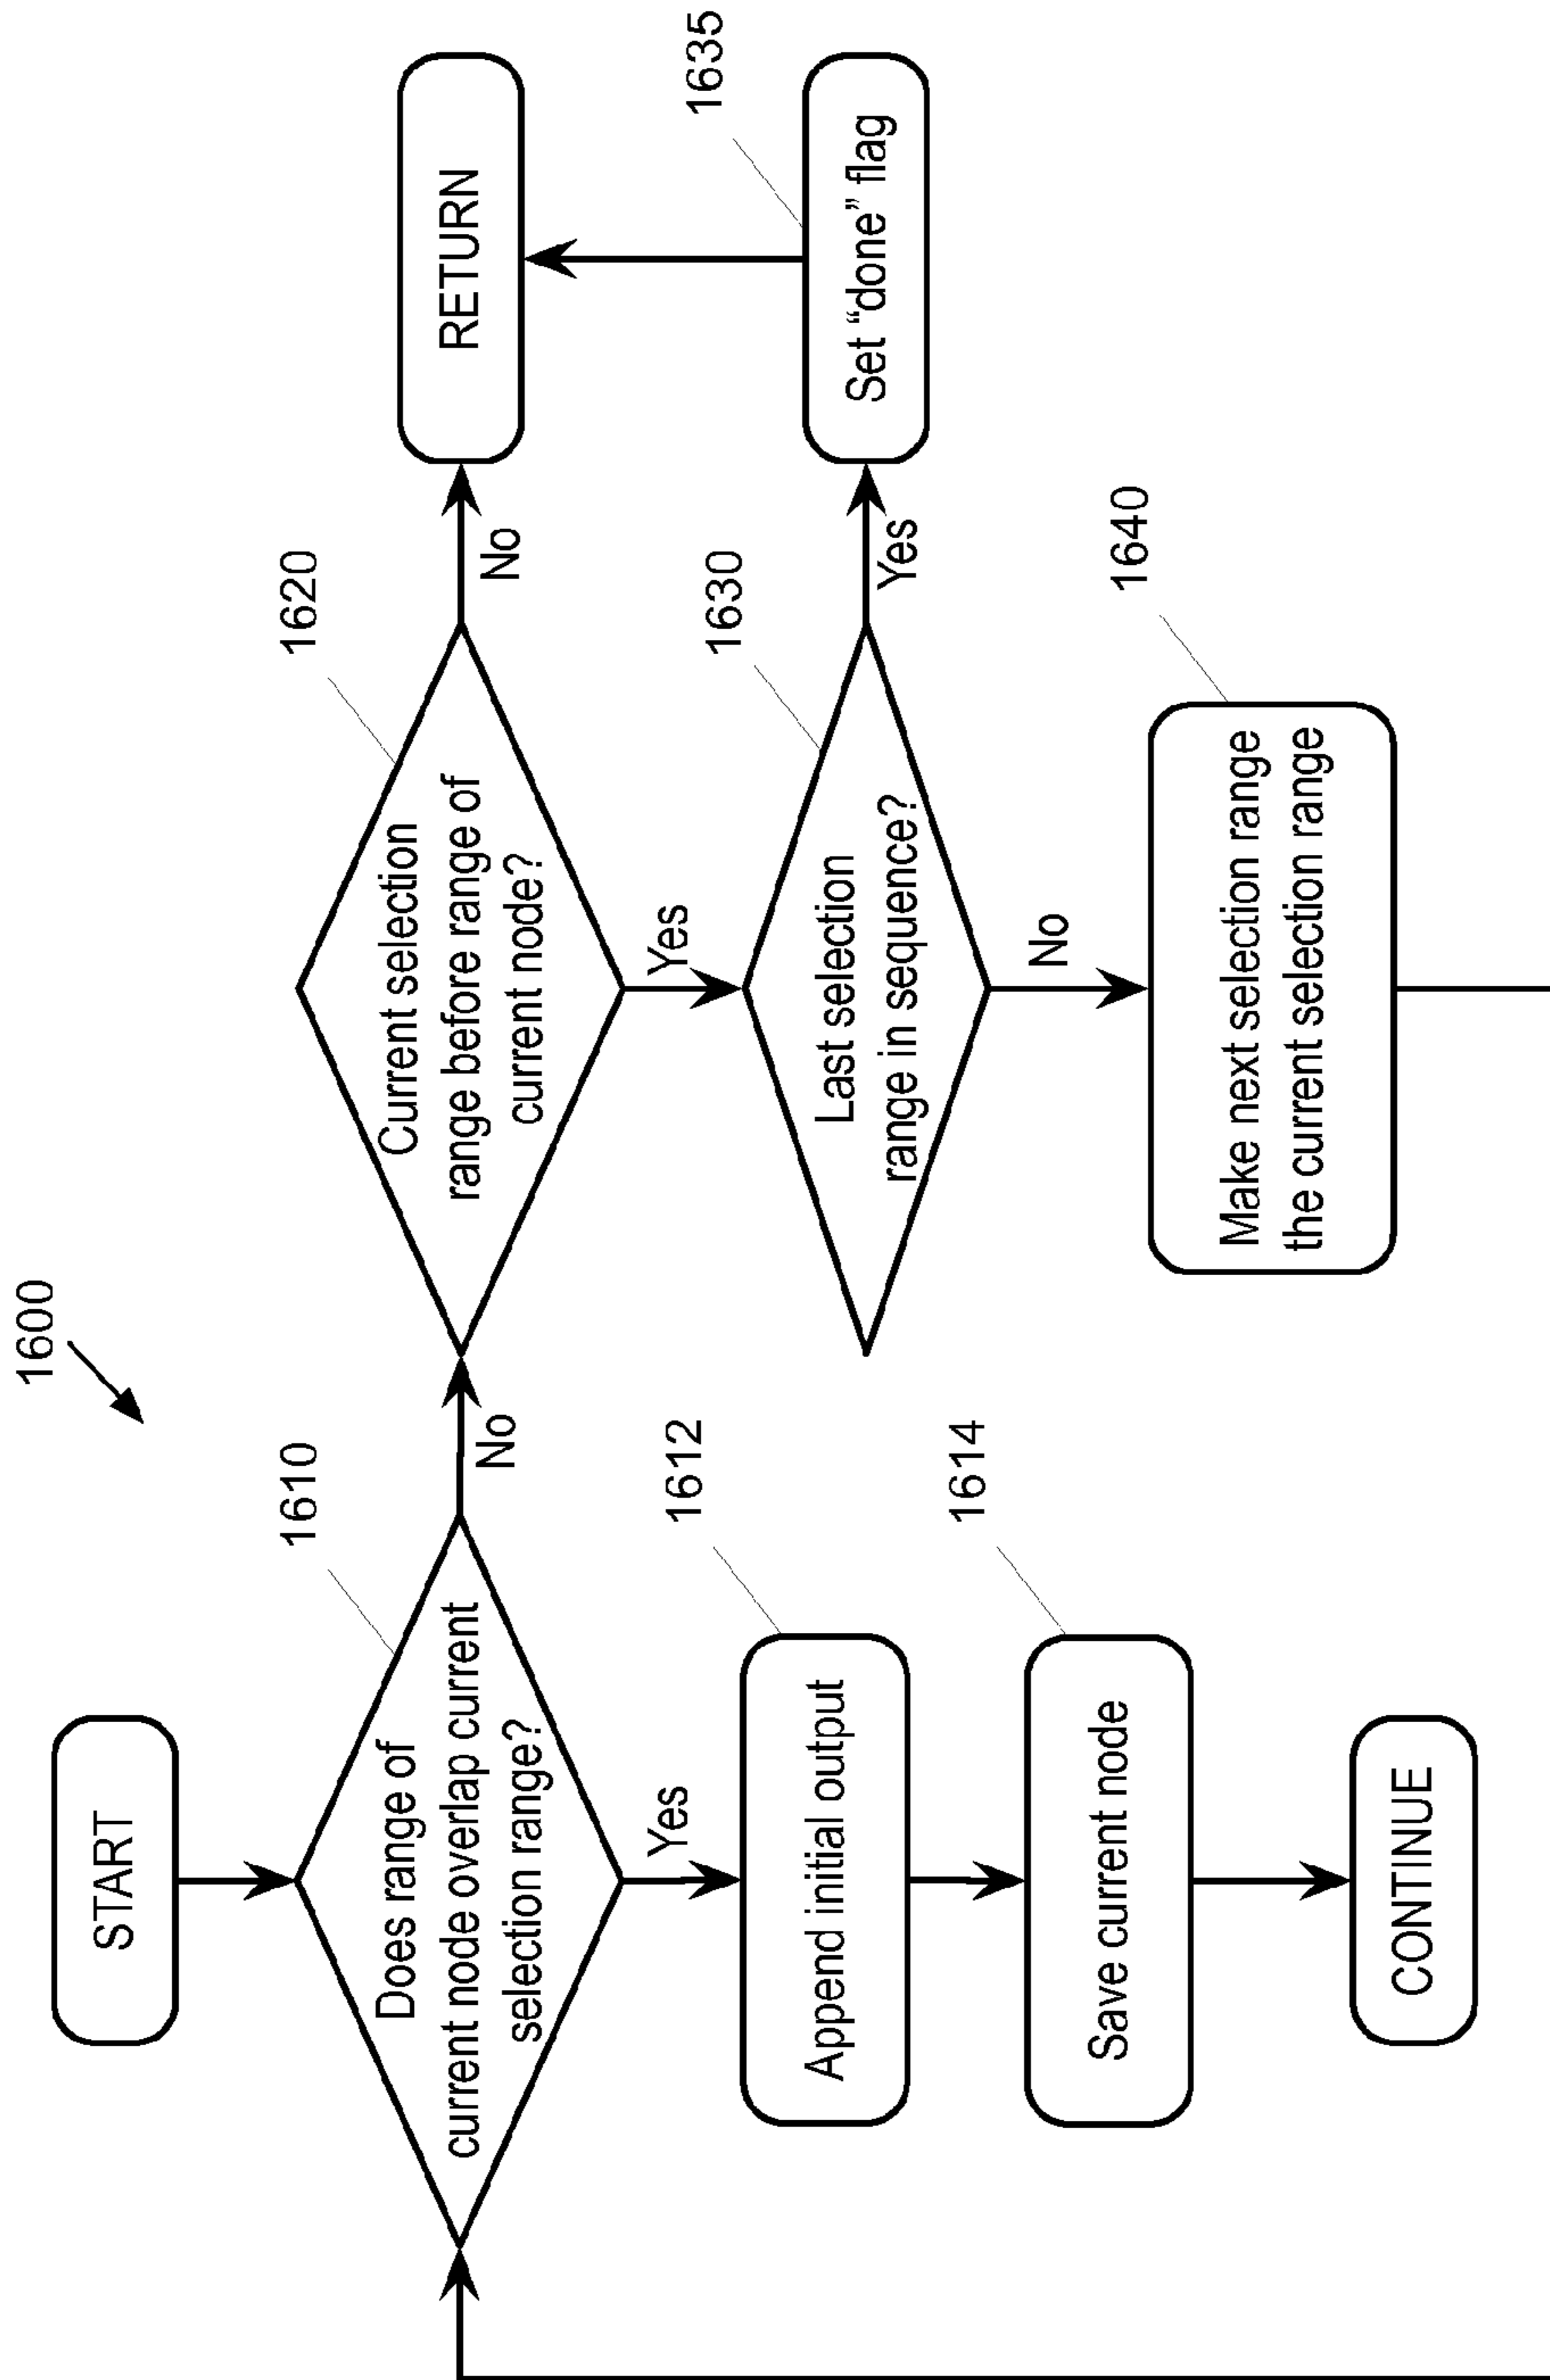 1600
START
1610
Does range of
current node overlap current
selection range?
No
Yes
1612
Append initial output
1614
Save current node
CONTINUE
1620
Current selection
range before range of
current node?
No
RETURN
Yes
1630
Last selection
range in sequence?
Yes
1635
Set “done” flag
No
1640
Make next selection range
the current selection range